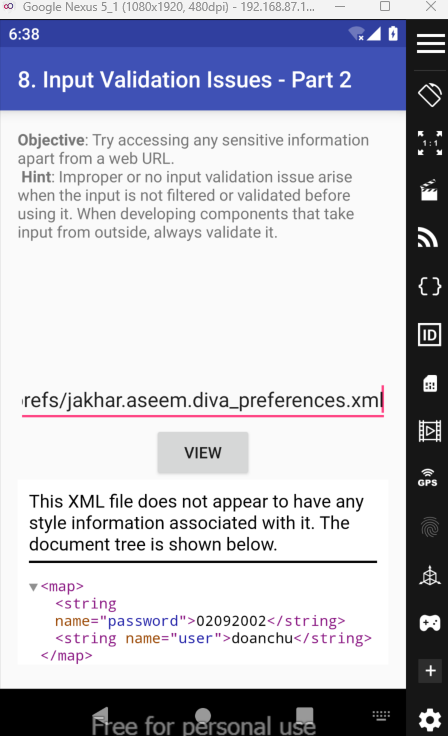 Google Nexus 5_1 (1080x1920, 480dpi) - 192.168.87.1...
6:38
8. Input Validation Issues - Part 2
Objective: Try accessing any sensitive information
apart from a web URL.
Hint: Improper or no input validation issue arise
when the input is not filtered or validated before
using it. When developing components that take
input from outside, always validate it.
refs/jakhar.aseem.diva_preferences.xml
VIEW
This XML file does not appear to have any
style information associated with it. The
document tree is shown below.
▼<map>
<string
name="password">02092002</string>
<string name="user">doanchu</string>
</map>
1:1
ID
GPS
Free for personal use